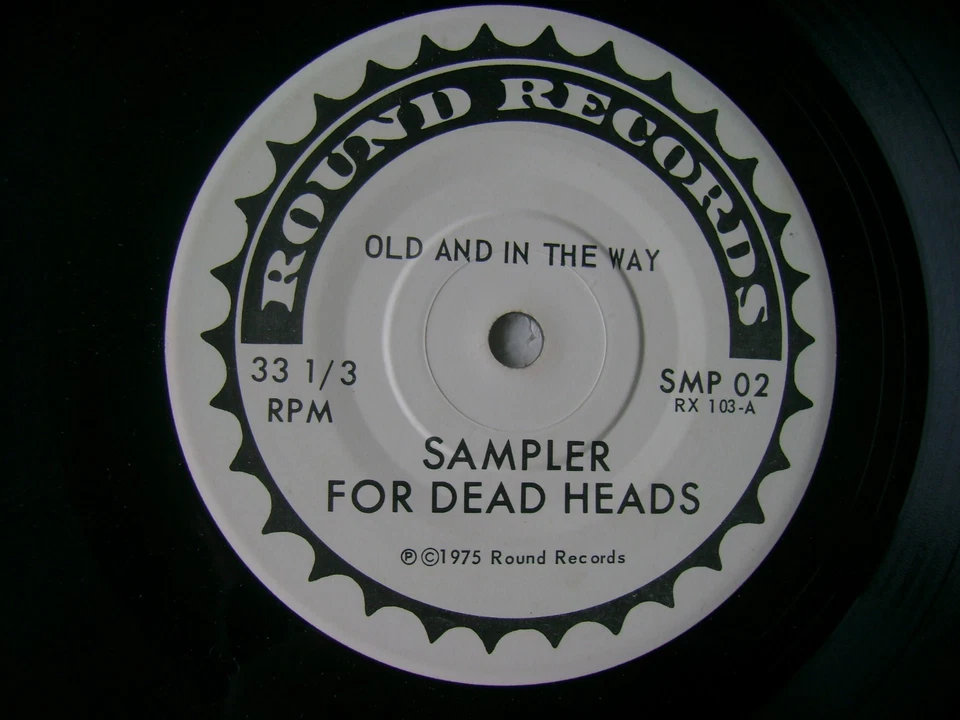 ROUND RECORDS
OLD AND IN THE WAY
33 1/3
RPM
SMP 02
RX 103-A
SAMPLER
FOR DEAD HEADS
℗©1975 Round Records